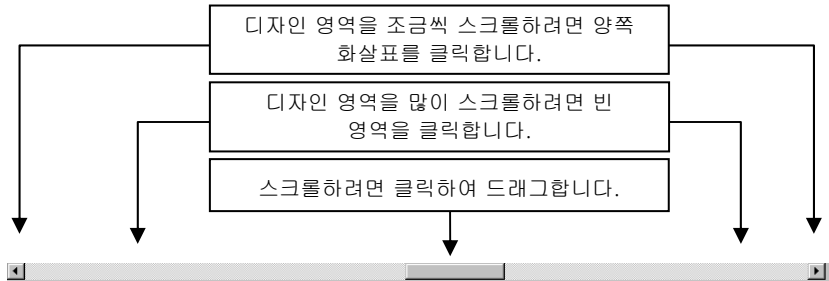 디자인 영역을 조금씩 스크롤하려면 양쪽
화살표를 클릭합니다.
디자인 영역을 많이 스크롤하려면 빈
영역을 클릭합니다.
스크롤하려면 클릭하여 드래그합니다.